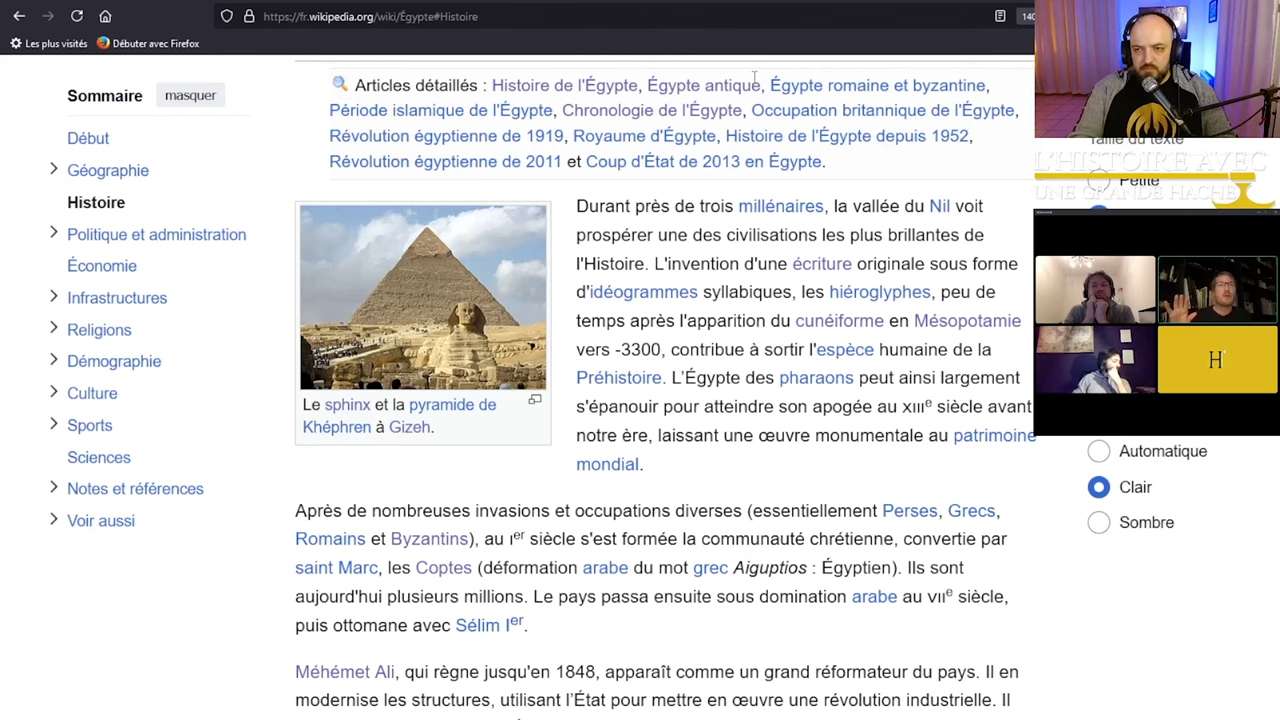 https://fr.wikipedia.org/wiki/Égypte#Histoire
140
Les plus visités
Débuter avec Firefox
Sommaire
masquer
Début
Géographie
Histoire
Politique et administration
Économie
Infrastructures
Religions
Démographie
Culture
Sports
Sciences
Notes et références
Voir aussi
Articles détaillés : Histoire de l'Égypte, Égypte antique, Égypte romaine et byzantine,
Période islamique de l'Égypte, Chronologie de l'Égypte, Occupation britannique de l'Égypte,
Révolution égyptienne de 1919, Royaume d'Égypte, Histoire de l'Égypte depuis 1952,
Révolution égyptienne de 2011 et Coup d'État de 2013 en Égypte.
Le sphinx et la pyramide de
Khéphren à Gizeh.
Durant près de trois millénaires, la vallée du Nil voit
prospérer une des civilisations les plus brillantes de
l'Histoire. L'invention d'une écriture originale sous forme
d'idéogrammes syllabiques, les hiéroglyphes, peu de
temps après l'apparition du cunéiforme en Mésopotamie
vers -3300, contribue à sortir l'espèce humaine de la
Préhistoire. L’Égypte des pharaons peut ainsi largement
s'épanouir pour atteindre son apogée au XIIIe siècle avant
notre ère, laissant une œuvre monumentale au patrimoine
mondial.
Après de nombreuses invasions et occupations diverses (essentiellement Perses, Grecs,
Romains et Byzantins), au Ier siècle s'est formée la communauté chrétienne, convertie par
saint Marc, les Coptes (déformation arabe du mot grec Aiguptios : Égyptien). Ils sont
aujourd'hui plusieurs millions. Le pays passa ensuite sous domination arabe au VIIe siècle,
puis ottomane avec Sélim Ier.
Méhémet Ali, qui règne jusqu'en 1848, apparaît comme un grand réformateur du pays. Il en
modernise les structures, utilisant l’État pour mettre en œuvre une révolution industrielle. Il
Taille du texte
L'HISTOIRE AVEC
Petite
UNE GRANDE HACHE
H
Automatique
Clair
Sombre